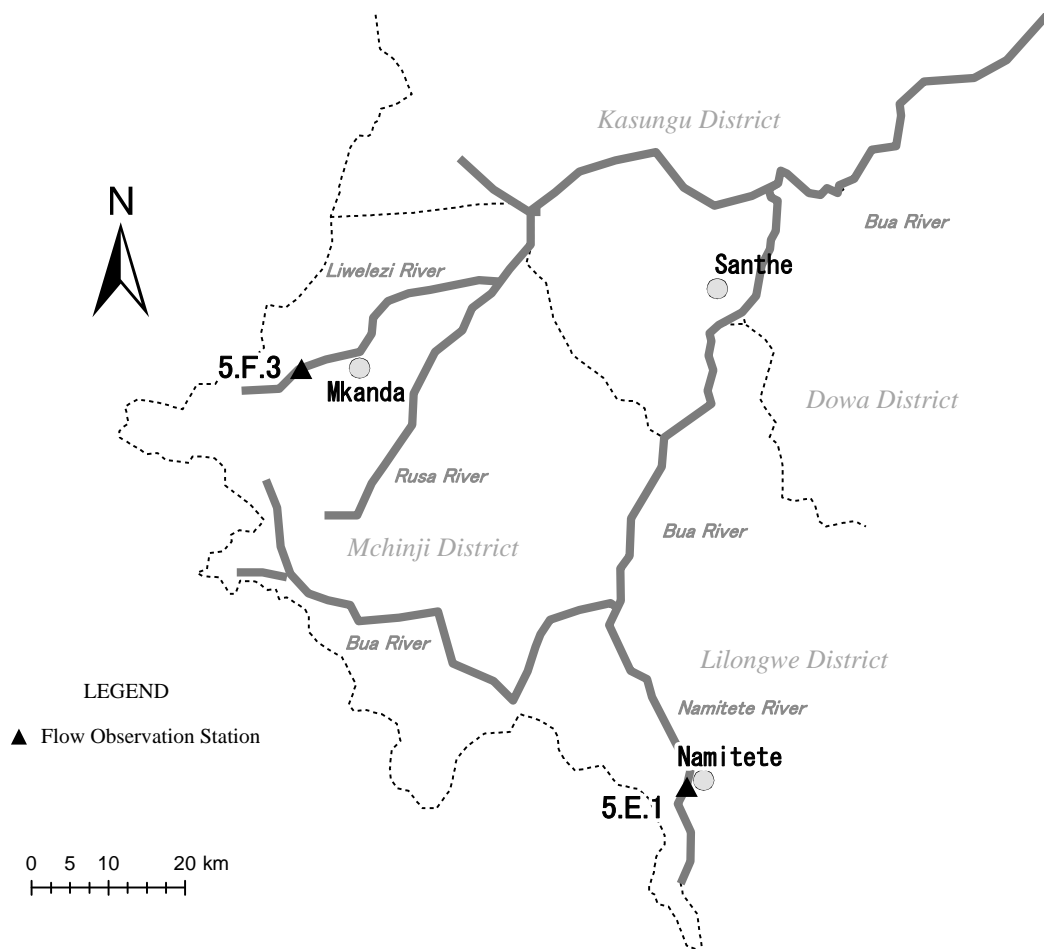 Kasungu District
N
Bua River
Santhe
Liwelezi River
5.F.3
Mkanda
Dowa District
Rusa River
Bua River
Mchinji District
Bua River
Lilongwe District
LEGEND
Namitete River
▲ Flow Observation Station
Namitete
5.E.1
0 5 10 20 km